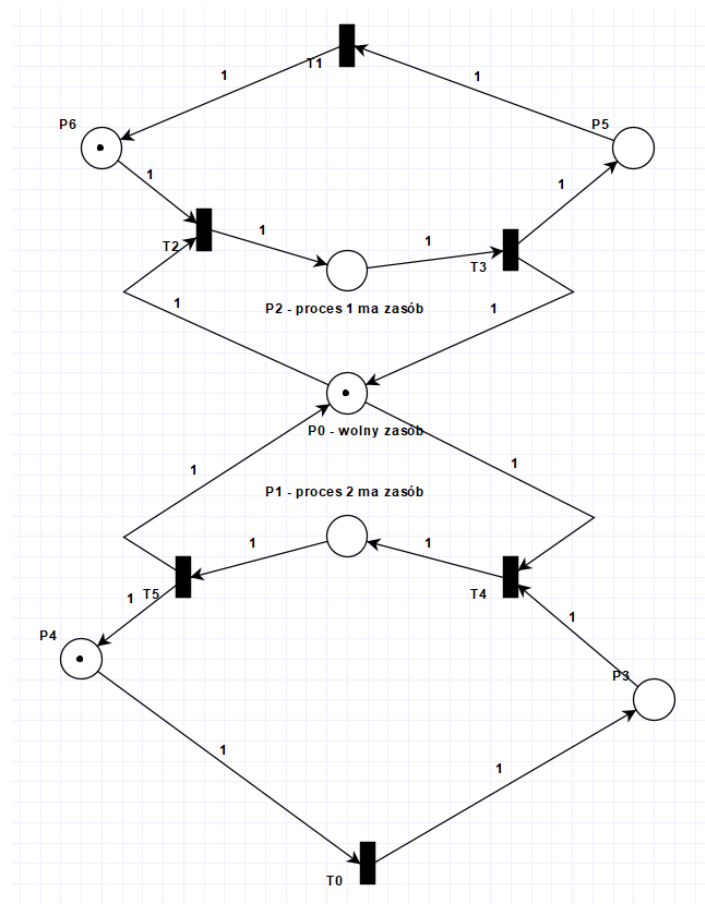 T1
1
1
P6
P5
1
1
1
1
T2
T3
P2 - proces 1 ma zasób
1
1
P0 - wolny zasób
1
1
P1 - proces 2 ma zasób
1
1
1
T5
T4
1
P4
P3
1
1
T0